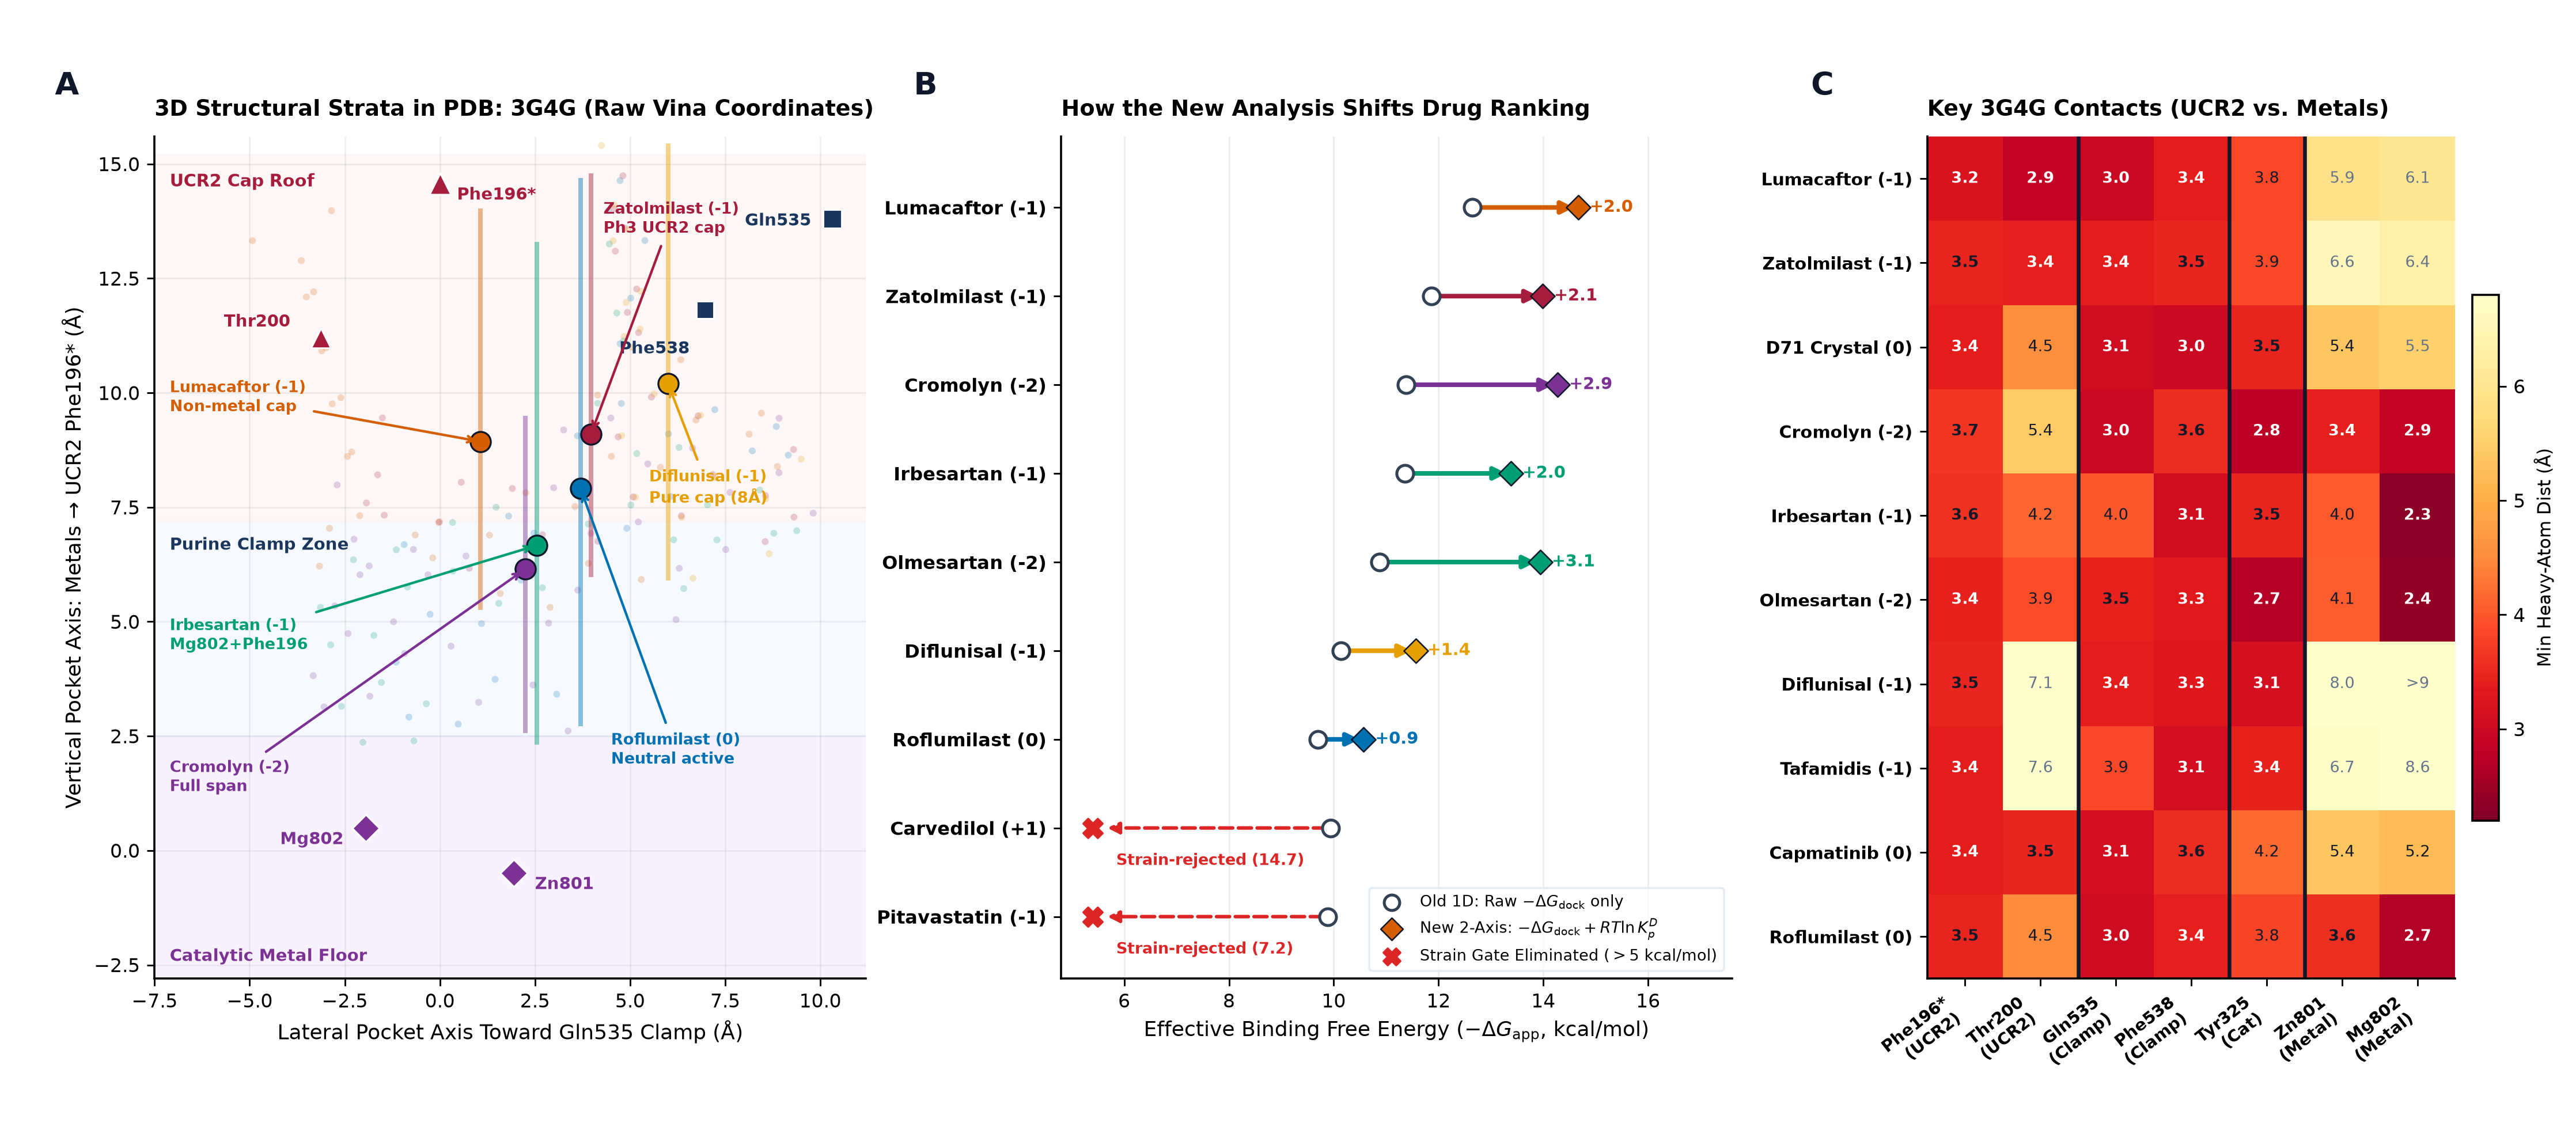 A
3D Structural Strata in PDB: 3G4G (Raw Vina Coordinates)
Vertical Pocket Axis: Metals → UCR2 Phe196* (Å)
15.0
12.5
10.0
7.5
5.0
2.5
0.0
−2.5
UCR2 Cap Roof
Phe196*
Zatolmilast (-1)
Ph3 UCR2 cap
Gln535
Thr200
Phe538
Lumacaftor (-1)
Non-metal cap
Diflunisal (-1)
Pure cap (8Å)
Purine Clamp Zone
Irbesartan (-1)
Mg802+Phe196
Roflumilast (0)
Neutral active
Cromolyn (-2)
Full span
Mg802
Zn801
Catalytic Metal Floor
−7.5 −5.0 −2.5 0.0 2.5 5.0 7.5 10.0
Lateral Pocket Axis Toward Gln535 Clamp (Å)
B
How the New Analysis Shifts Drug Ranking
Lumacaftor (-1) +2.0
Zatolmilast (-1) +2.1
Cromolyn (-2) +2.9
Irbesartan (-1) +2.0
Olmesartan (-2) +3.1
Diflunisal (-1) +1.4
Roflumilast (0) +0.9
Carvedilol (+1)
Strain-rejected (14.7)
Pitavastatin (-1)
Strain-rejected (7.2)
Old 1D: Raw −ΔG_dock only
New 2-Axis: −ΔG_dock + RT ln K_p^D
Strain Gate Eliminated (> 5 kcal/mol)
6 8 10 12 14 16
Effective Binding Free Energy (−ΔG_app, kcal/mol)
C
Key 3G4G Contacts (UCR2 vs. Metals)
Lumacaftor (-1) 3.2 2.9 3.0 3.4 3.8 5.9 6.1
Zatolmilast (-1) 3.5 3.4 3.4 3.5 3.9 6.6 6.4
D71 Crystal (0) 3.4 4.5 3.1 3.0 3.5 5.4 5.5
Cromolyn (-2) 3.7 5.4 3.0 3.6 2.8 3.4 2.9
Irbesartan (-1) 3.6 4.2 4.0 3.1 3.5 4.0 2.3
Olmesartan (-2) 3.4 3.9 3.5 3.3 2.7 4.1 2.4
Diflunisal (-1) 3.5 7.1 3.4 3.3 3.1 8.0 >9
Tafamidis (-1) 3.4 7.6 3.9 3.1 3.4 6.7 8.6
Capmatinib (0) 3.4 3.5 3.1 3.6 4.2 5.4 5.2
Roflumilast (0) 3.5 4.5 3.0 3.4 3.8 3.6 2.7
Phe196*
(UCR2)
Thr200
(UCR2)
Gln535
(Clamp)
Phe538
(Clamp)
Tyr325
(Cat)
Zn801
(Metal)
Mg802
(Metal)
6
5
4
3
Min Heavy-Atom Dist (Å)